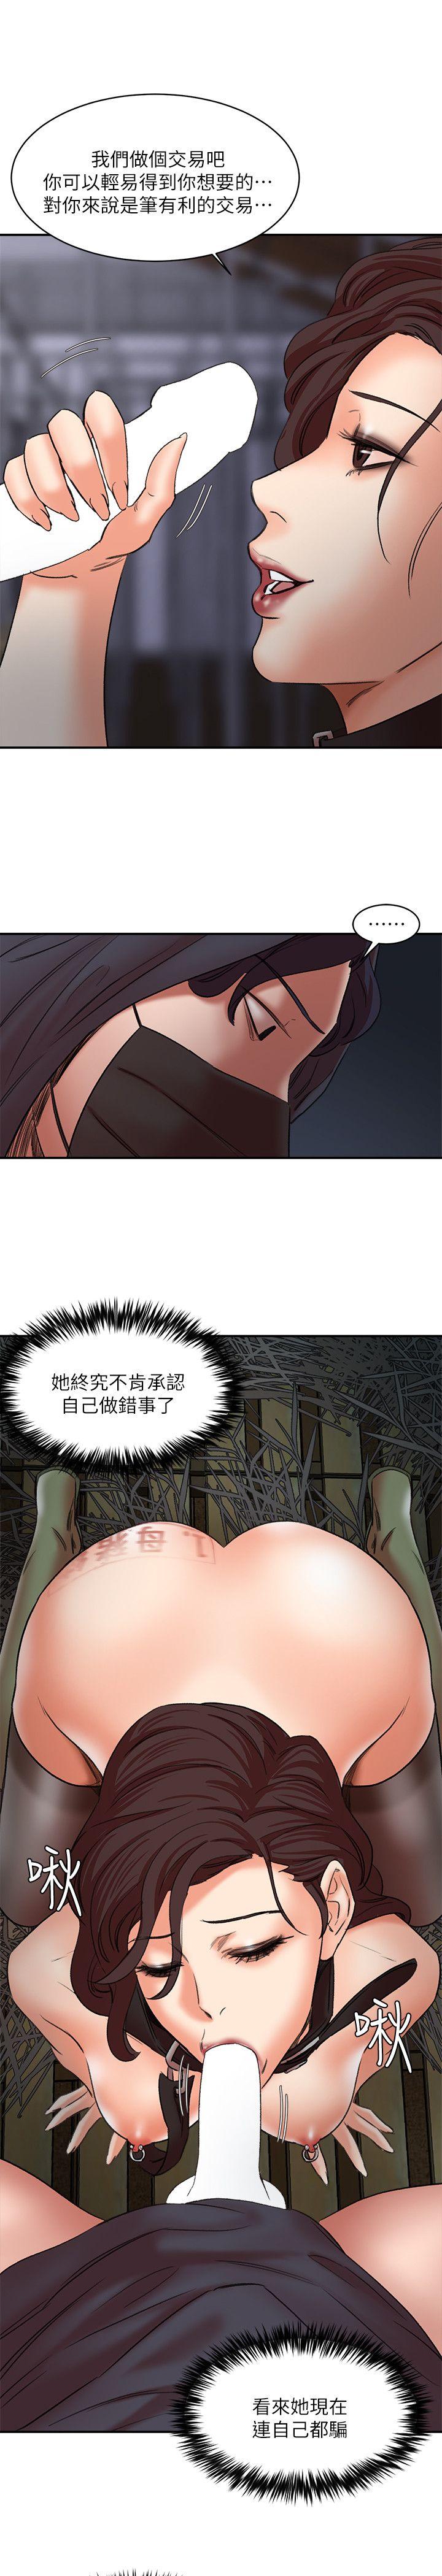 我們做個交易吧
你可以輕易得到你想要的…
對你來說是筆有利的交易…
……
她終究不肯承認
自己做錯事了
啾
啾
看來她現在
連自己都騙